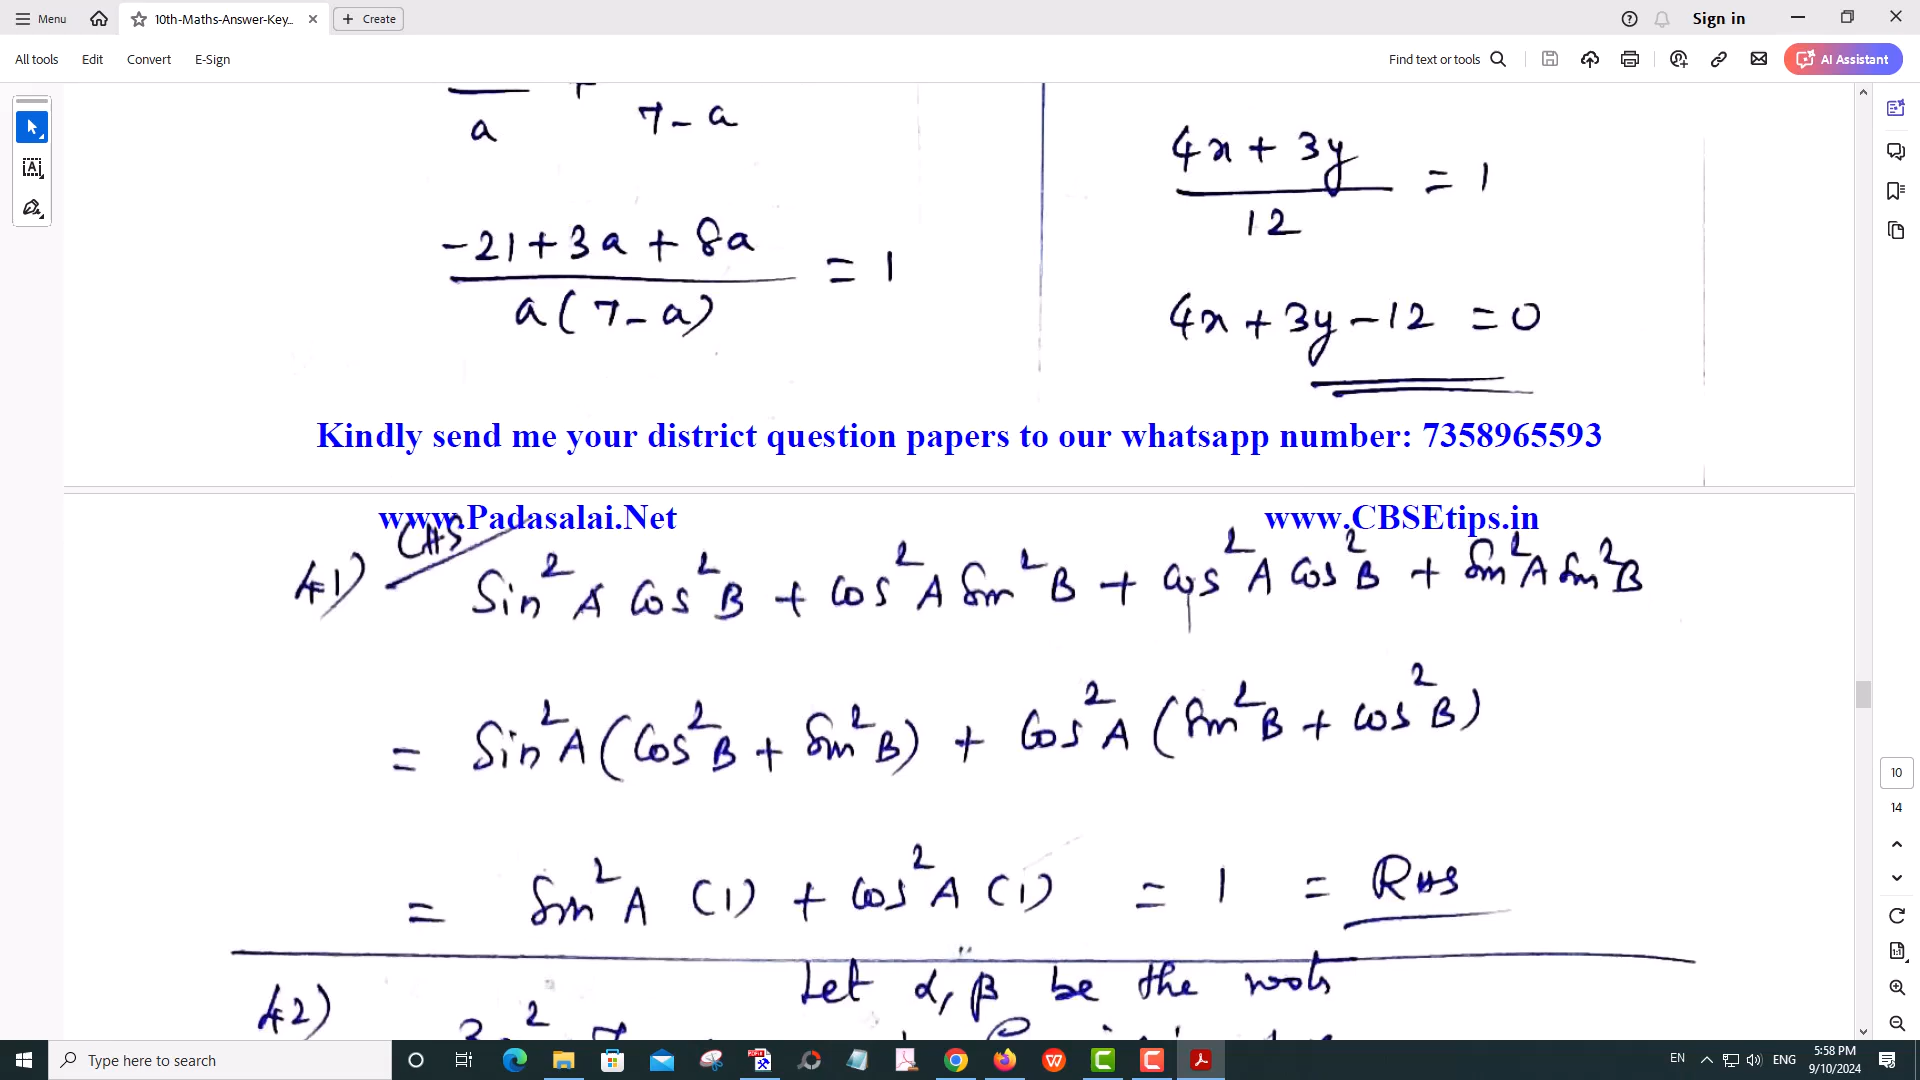 Menu
10th-Maths-Answer-Key...
Create
Sign in
All tools Edit Convert E-Sign
Find text or tools
AI Assistant
a
7-a
-21+3a+8a
a(7-a)
= 1
4x+3y
12
= 1
4x+3y-12 = 0
Kindly send me your district question papers to our whatsapp number: 7358965593
www.Padasalai.Net www.CBSEtips.in
41) LHS
Sin²A Cos²B + Cos²A Sin²B + Cos²A Cos²B + Sin²A Sin²B
= Sin²A(Cos²B + Sin²B) + Cos²A(Sin²B + Cos²B)
= Sin²A (1) + Cos²A (1) = 1 = RHS
42) Let α, β be the roots
10
14
Type here to search
EN
ENG
5:58 PM
9/10/2024